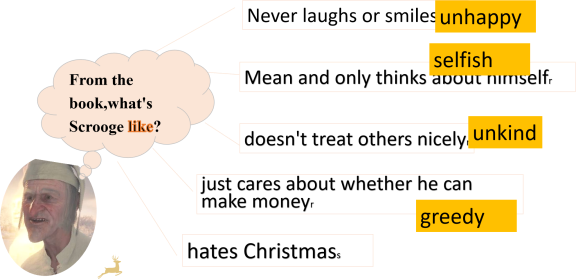 Never laughs or smiles unhappy
selfish
From the
book,what's
Scrooge like?
Mean and only thinks about himself
doesn't treat others nicely unkind
just cares about whether he can
make money
greedy
hates Christmas